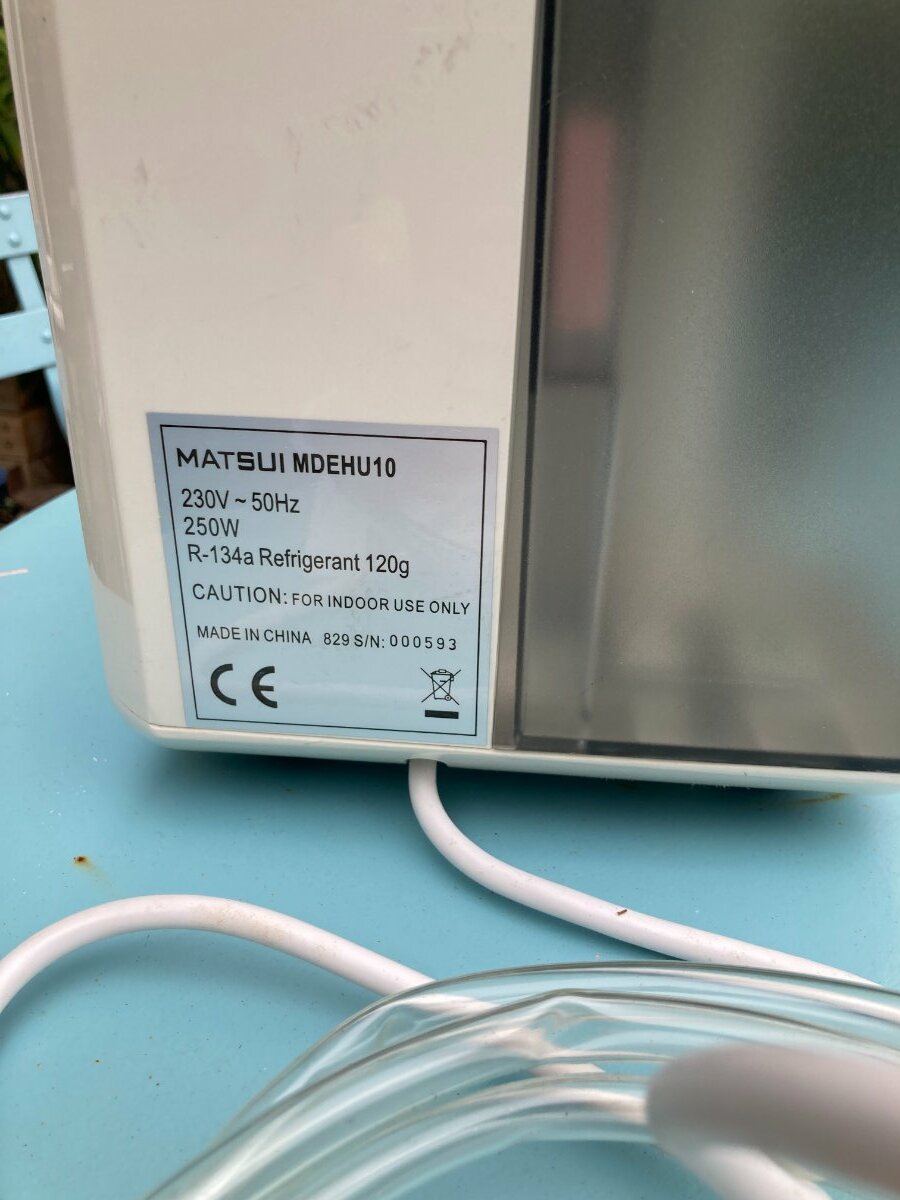 MATSUI MDEHU10
230V ~ 50Hz
250W
R-134a Refrigerant 120g
CAUTION: FOR INDOOR USE ONLY
MADE IN CHINA 829 S/N: 000593
CE